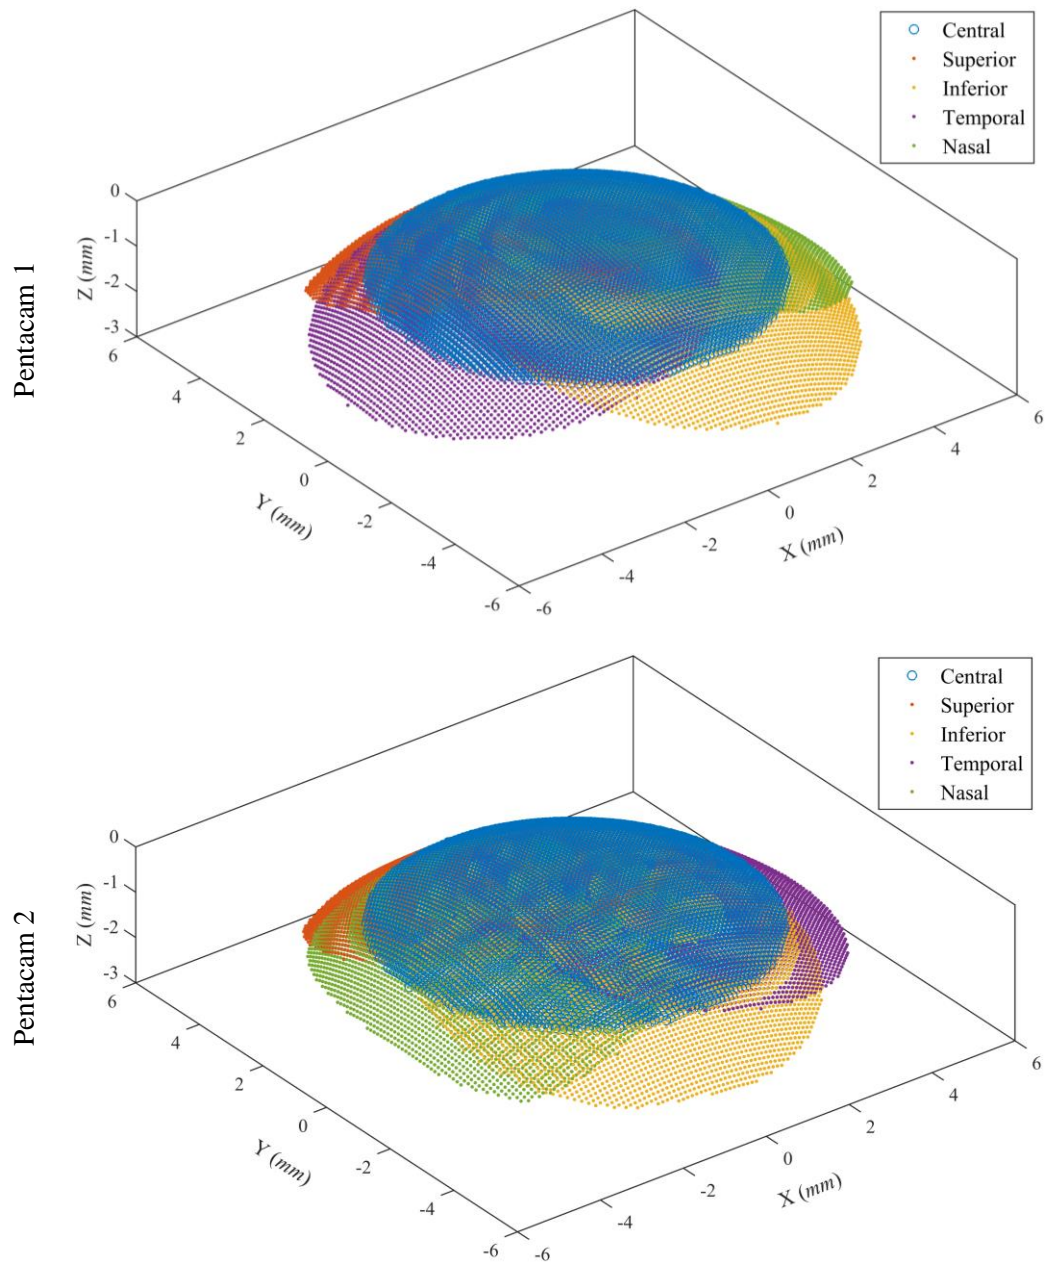 Pentacam 1
Central
Superior
Inferior
Temporal
Nasal
0
-1
-2
-3
Z (mm)
6
4
2
0
-2
-4
-6
Y (mm)
-6
-4
-2
0
2
4
6
X (mm)
Pentacam 2
Central
Superior
Inferior
Temporal
Nasal
0
-1
-2
-3
Z (mm)
6
4
2
0
-2
-4
-6
Y (mm)
-6
-4
-2
0
2
4
6
X (mm)